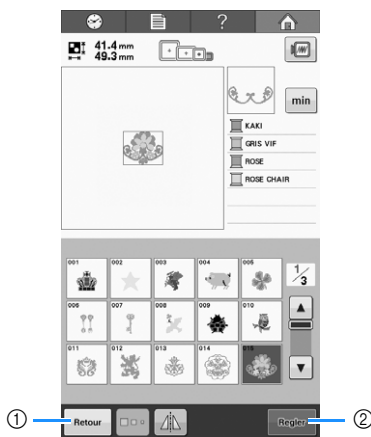 ?
41.4 mm
49.3 mm
min
KAKI
GRIS VIF
ROSE
ROSE CHAIR
001 002 003 004 005
1/3
006 007 008 009 010
011 012 013 014 015
① Retour Regler ②